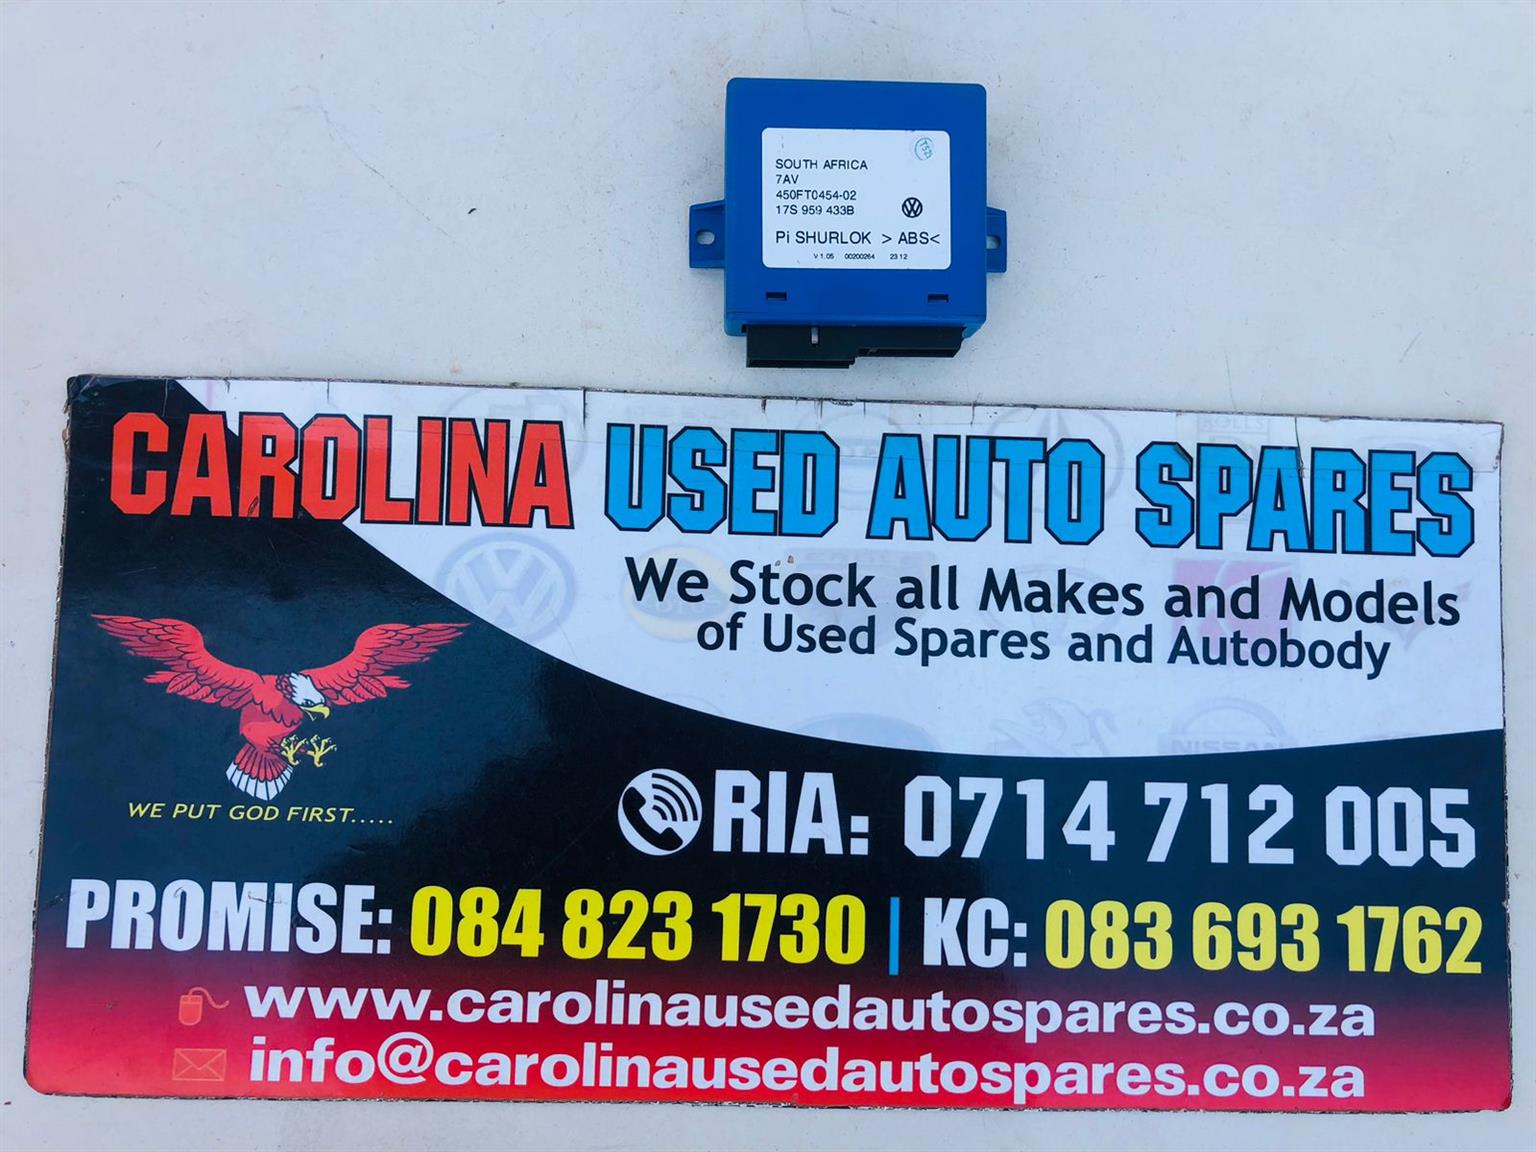 SOUTH AFRICA
7AV
450FT0454-02
17S 959 433B
Pi SHURLOK > ABS<
V 1.05 00200264 23 12
CAROLINA USED AUTO SPARES
We Stock all Makes and Models
of Used Spares and Autobody
NISSAN
WE PUT GOD FIRST.....
RIA: 0714 712 005
PROMISE: 084 823 1730 | KC: 083 693 1762
www.carolinausedautospares.co.za
info@carolinausedautospares.co.za